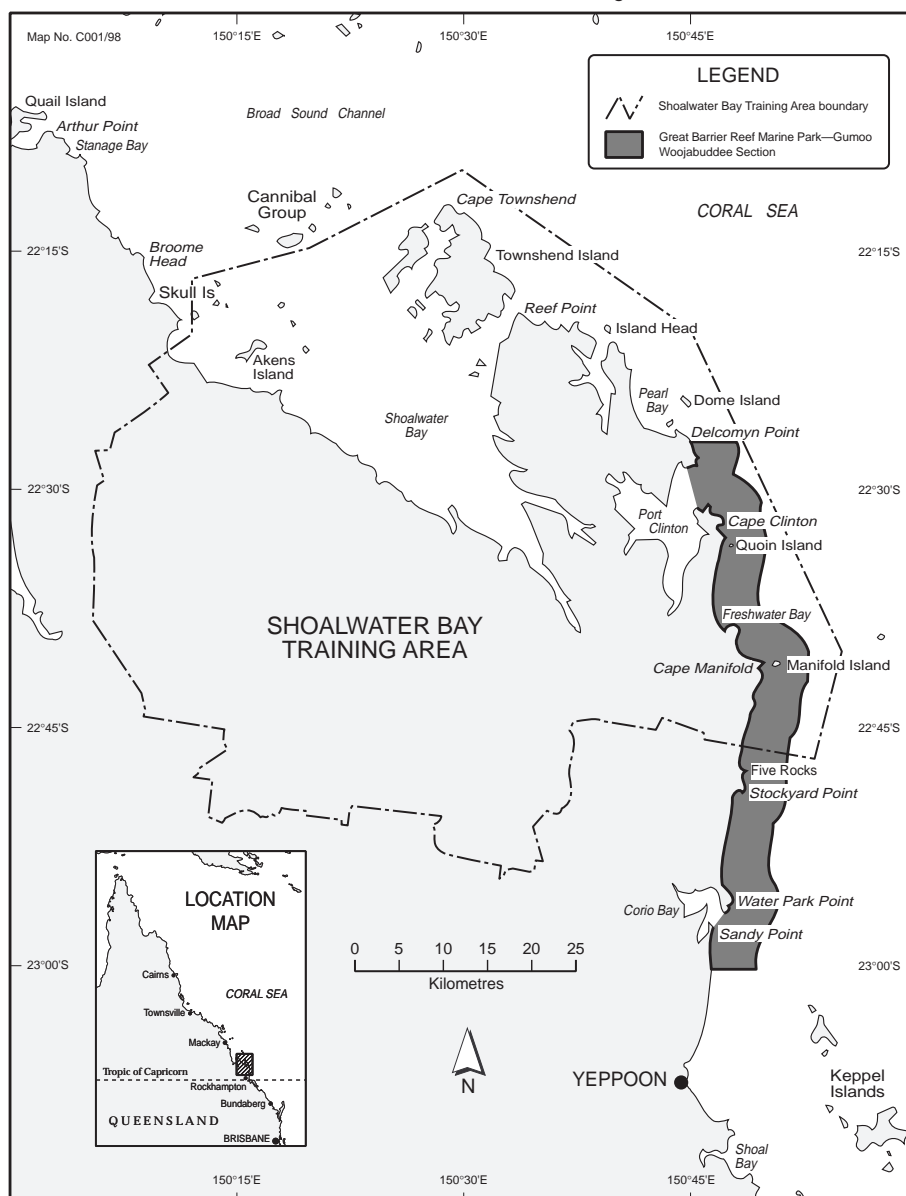 Map No. C001/98
150°15'E
150°30'E
150°45'E
LEGEND
Shoalwater Bay Training Area boundary
Great Barrier Reef Marine Park—Gumoo
Woojabuddee Section
Quail Island
Arthur Point
Stanage Bay
Broad Sound Channel
Cannibal
Group
Cape Townshend
CORAL SEA
22°15'S
22°15'S
Broome
Head
Townshend Island
Skull Is
Reef Point
Island Head
Akens
Island
Pearl
Bay
Dome Island
Shoalwater
Bay
Delcomyn Point
22°30'S
22°30'S
Port
Clinton
Cape Clinton
Quoin Island
Freshwater Bay
SHOALWATER BAY
TRAINING AREA
Cape Manifold
Manifold Island
22°45'S
22°45'S
Five Rocks
Stockyard Point
Corio Bay
Water Park Point
Sandy Point
23°00'S
23°00'S
0 5 10 15 20 25
Kilometres
N
YEPPOON
Keppel
Islands
Shoal
Bay
LOCATION
MAP
Cairns
CORAL SEA
Townsville
Mackay
Tropic of Capricorn
Rockhampton
Bundaberg
QUEENSLAND
BRISBANE
150°15'E
150°30'E
150°45'E